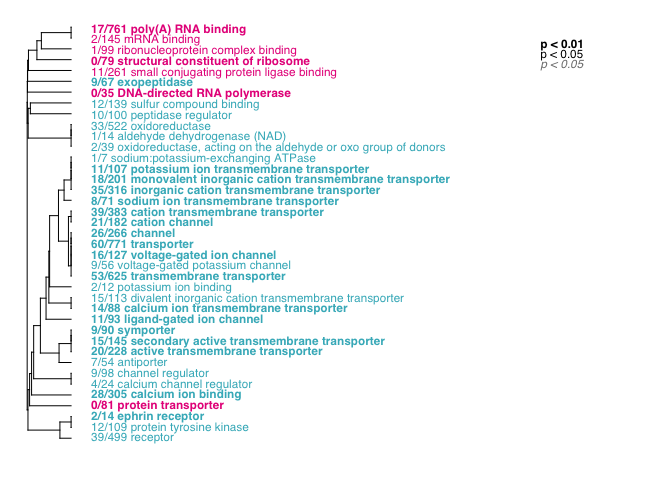 17/761 poly(A) RNA binding
2/145 mRNA binding
1/99 ribonucleoprotein complex binding
0/79 structural constituent of ribosome
11/261 small conjugating protein ligase binding
9/67 exopeptidase
0/35 DNA-directed RNA polymerase
12/139 sulfur compound binding
10/100 peptidase regulator
33/522 oxidoreductase
1/14 aldehyde dehydrogenase (NAD)
2/39 oxidoreductase, acting on the aldehyde or oxo group of donors
1/7 sodium:potassium-exchanging ATPase
11/107 potassium ion transmembrane transporter
18/201 monovalent inorganic cation transmembrane transporter
35/316 inorganic cation transmembrane transporter
8/71 sodium ion transmembrane transporter
39/383 cation transmembrane transporter
21/182 cation channel
26/266 channel
60/771 transporter
16/127 voltage-gated ion channel
9/56 voltage-gated potassium channel
53/625 transmembrane transporter
2/12 potassium ion binding
15/113 divalent inorganic cation transmembrane transporter
14/88 calcium ion transmembrane transporter
11/93 ligand-gated ion channel
9/90 symporter
15/145 secondary active transmembrane transporter
20/228 active transmembrane transporter
7/54 antiporter
9/98 channel regulator
4/24 calcium channel regulator
28/305 calcium ion binding
0/81 protein transporter
2/14 ephrin receptor
12/109 protein tyrosine kinase
39/499 receptor
p < 0.01
p < 0.05
p < 0.05